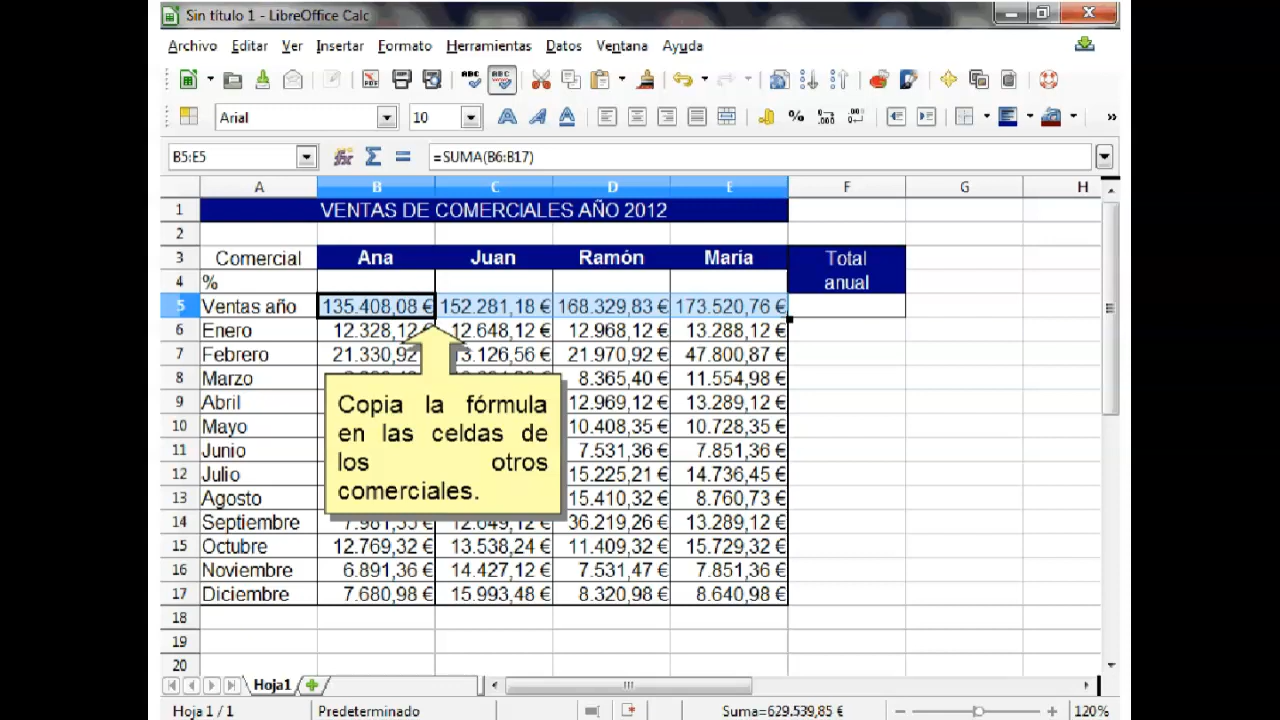 Sin título 1 - LibreOffice Calc
Archivo Editar Ver Insertar Formato Herramientas Datos Ventana Ayuda
Arial 10
B5:E5 =SUMA(B6:B17)
A B C D E F G H
1 VENTAS DE COMERCIALES AÑO 2012
2
3 Comercial Ana Juan Ramón Maria Total
4 % anual
5 Ventas año 135.408,08 € 152.281,18 € 168.329,83 € 173.520,76 €
6 Enero 12.328,12 € 12.648,12 € 12.968,12 € 13.288,12 €
7 Febrero 21.330,92 21.970,92 € 47.800,87 €
8 Marzo 8.365,40 € 11.554,98 €
9 Abril 12.969,12 € 13.289,12 €
10 Mayo 10.408,35 € 10.728,35 €
11 Junio 7.531,36 € 7.851,36 €
12 Julio 15.225,21 € 14.736,45 €
13 Agosto 15.410,32 € 8.760,73 €
14 Septiembre 36.219,26 € 13.289,12 €
15 Octubre 12.769,32 € 13.538,24 € 11.409,32 € 15.729,32 €
16 Noviembre 6.891,36 € 14.427,12 € 7.531,47 € 7.851,36 €
17 Diciembre 7.680,98 € 15.993,48 € 8.320,98 € 8.640,98 €
18
19
20
Copia la fórmula
en las celdas de
los otros
comerciales.
Hoja1
Hoja 1 / 1 Predeterminado Suma=629.539,85 € 120%